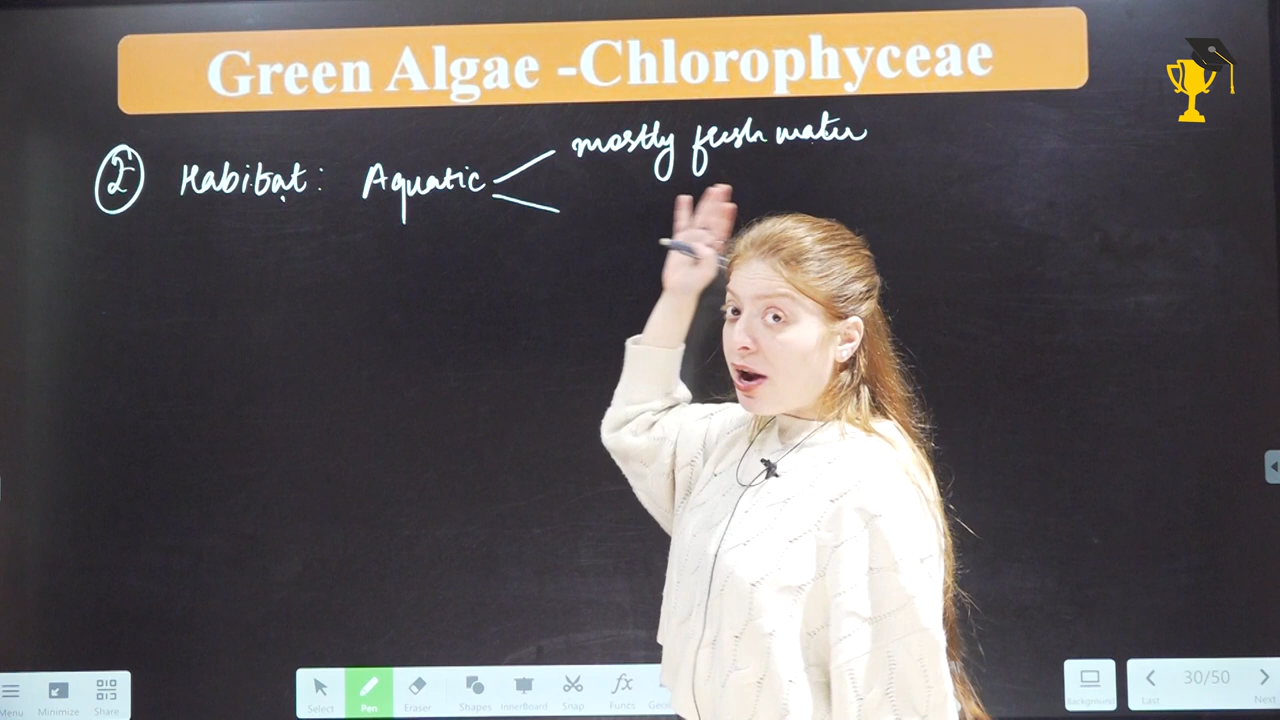 Green Algae -Chlorophyceae
② Habitat: Aquatic
mostly fresh water
Menu
Minimize
Share
Select
Pen
Eraser
Shapes
InnerBoard
Snap
Funcs
Background
Last
30/50
Next